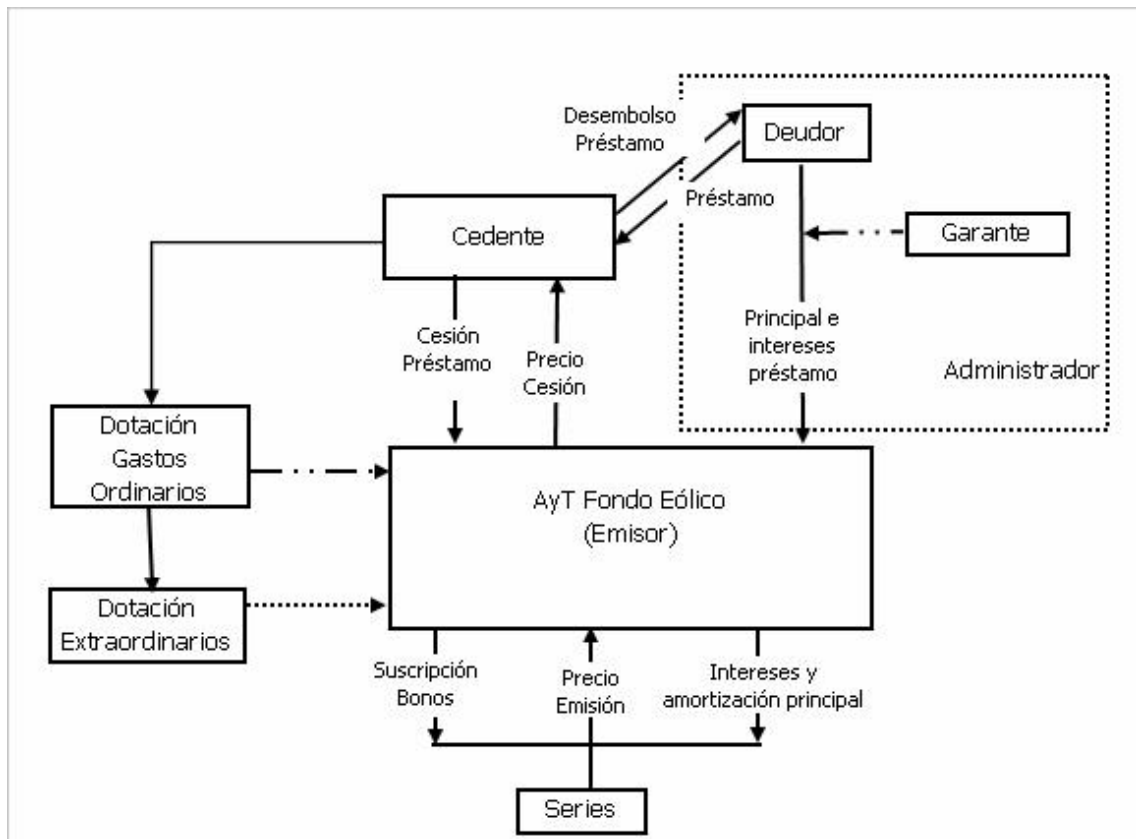 Desembolso
Préstamo
Deudor
Préstamo
Cedente
Garante
Cesión
Préstamo
Precio
Cesión
Principal e
intereses
préstamo
Administrador
Dotación
Gastos
Ordinarios
AyT Fondo Eólico
(Emisor)
Dotación
Extraordinarios
Suscripción
Bonos
Precio
Emisión
Intereses y
amortización principal
Series